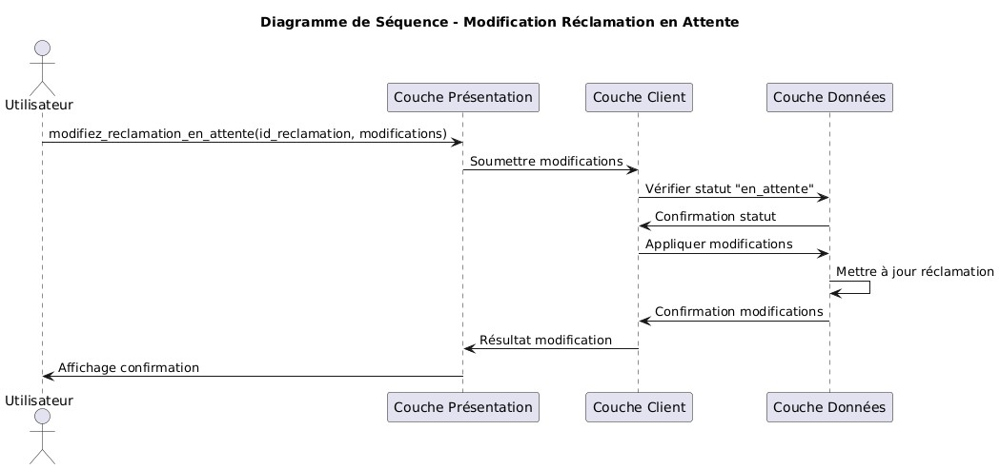 Diagramme de Séquence - Modification Réclamation en Attente
Utilisateur
Couche Présentation
Couche Client
Couche Données
modifiez_reclamation_en_attente(id_reclamation, modifications)
Soumettre modifications
Vérifier statut "en_attente"
Confirmation statut
Appliquer modifications
Mettre à jour réclamation
Confirmation modifications
Résultat modification
Affichage confirmation
Utilisateur
Couche Présentation
Couche Client
Couche Données